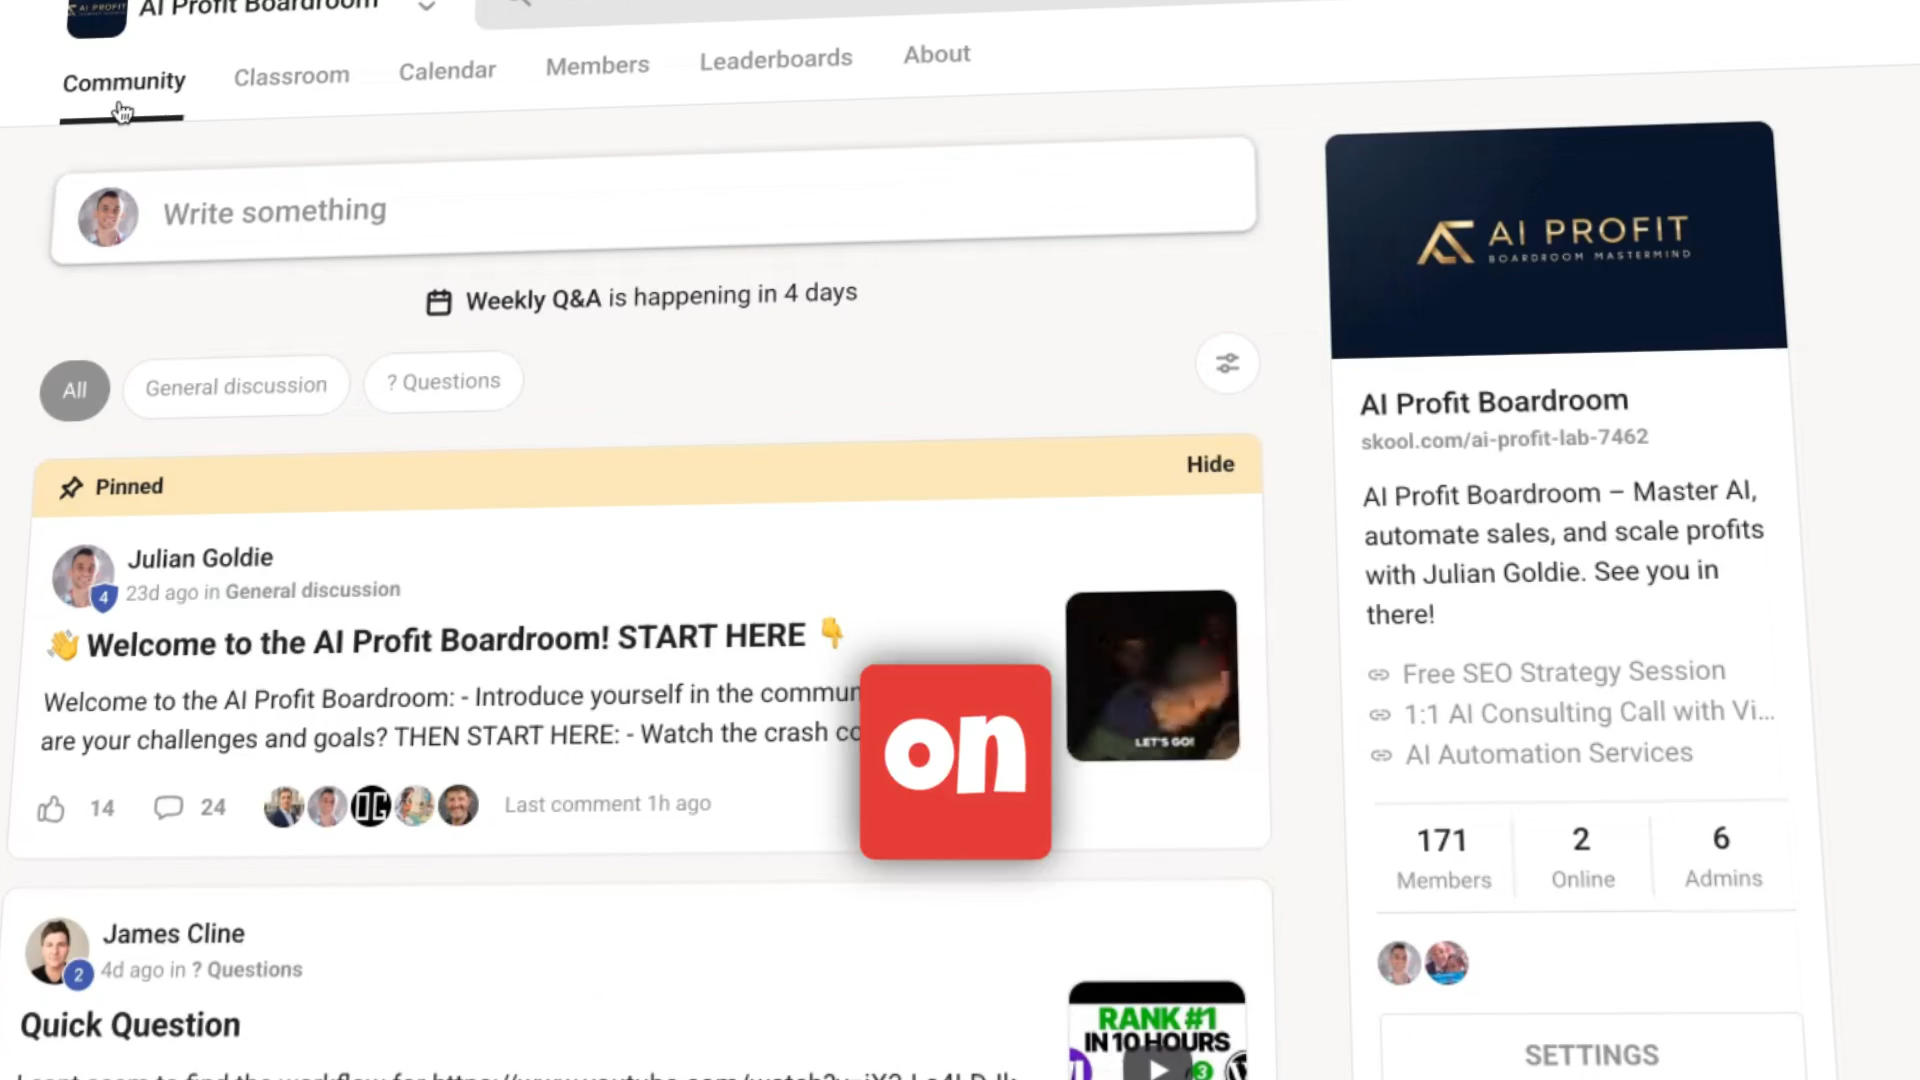 AI PROFIT
AI Profit Boardroom
Community
Classroom
Calendar
Members
Leaderboards
About
Write something
Weekly Q&A is happening in 4 days
All
General discussion
? Questions
Pinned
Hide
Julian Goldie
4
23d ago in General discussion
👋 Welcome to the AI Profit Boardroom! START HERE 👇
Welcome to the AI Profit Boardroom: - Introduce yourself in the commun
are your challenges and goals? THEN START HERE: - Watch the crash co
LET'S GO!
on
14
24
OG
Last comment 1h ago
James Cline
2
4d ago in ? Questions
Quick Question
RANK #1
IN 10 HOURS
3
AI PROFIT
BOARDROOM MASTERMIND
AI Profit Boardroom
skool.com/ai-profit-lab-7462
AI Profit Boardroom – Master AI,
automate sales, and scale profits
with Julian Goldie. See you in
there!
Free SEO Strategy Session
1:1 AI Consulting Call with Vi...
AI Automation Services
171
Members
2
Online
6
Admins
SETTINGS